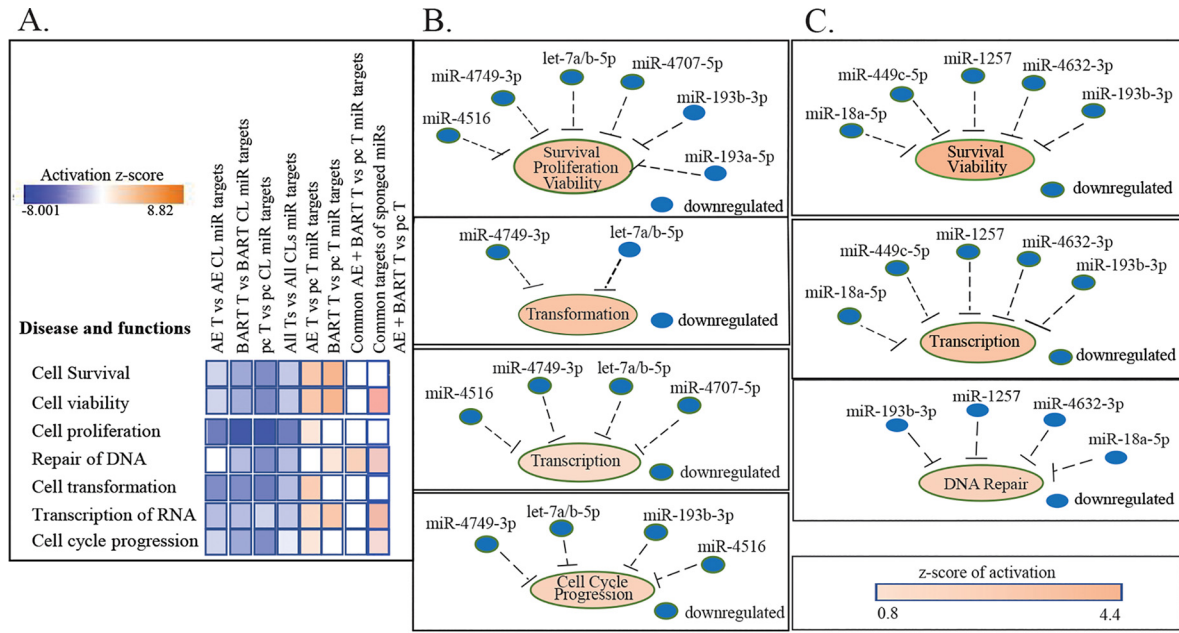 A.
Activation z-score
-8.001
8.82
Disease and functions
AE T vs AE CL miR targets
BART T vs BART CL miR targets
pc T vs pc CL miR targets
All Ts vs All CLs miR targets
AE T vs pc T miR targets
BART T vs pc T miR targets
Common AE + BART T vs pc T miR targets
Common targets of sponged miRs
AE + BART T vs pc T
Cell Survival
Cell viability
Cell proliferation
Repair of DNA
Cell transformation
Transcription of RNA
Cell cycle progression
B.
let-7a/b-5p
miR-4749-3p
miR-4707-5p
miR-4516
miR-193b-3p
miR-193a-5p
Survival
Proliferation
Viability
downregulated
miR-4749-3p
let-7a/b-5p
Transformation
downregulated
miR-4749-3p
let-7a/b-5p
miR-4516
miR-4707-5p
Transcription
downregulated
let-7a/b-5p
miR-4749-3p
miR-193b-3p
miR-4516
Cell Cycle
Progression
downregulated
C.
miR-1257
miR-449c-5p
miR-4632-3p
miR-18a-5p
miR-193b-3p
Survival
Viability
downregulated
miR-1257
miR-449c-5p
miR-4632-3p
miR-193b-3p
miR-18a-5p
Transcription
downregulated
miR-193b-3p
miR-1257
miR-4632-3p
miR-18a-5p
DNA Repair
downregulated
z-score of activation
0.8
4.4